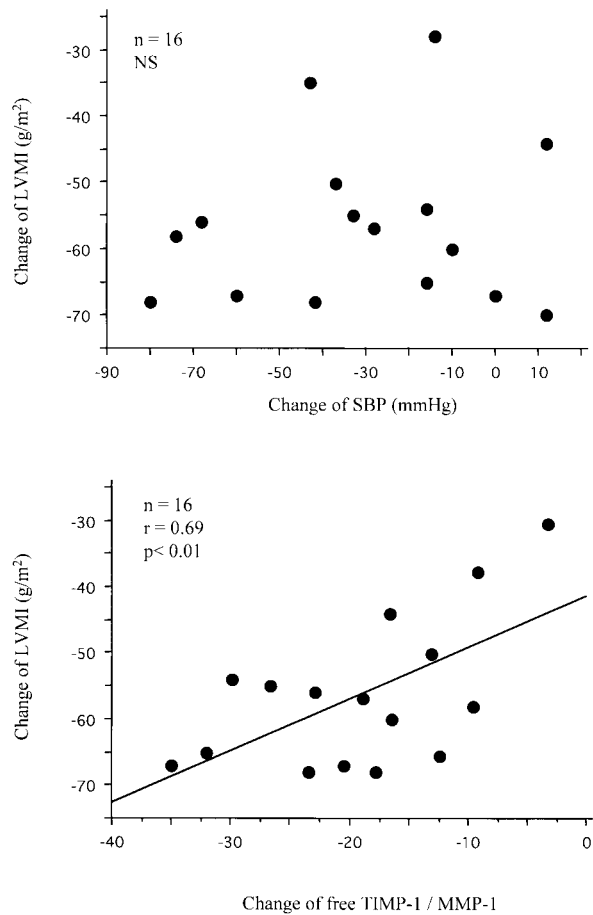 n = 16
NS
Change of LVMI (g/m²)
-30
-40
-50
-60
-70
-90
-70
-50
-30
-10
0
10
Change of SBP (mmHg)
n = 16
r = 0.69
p< 0.01
Change of LVMI (g/m²)
-30
-40
-50
-60
-70
-40
-30
-20
-10
0
Change of free TIMP-1 / MMP-1